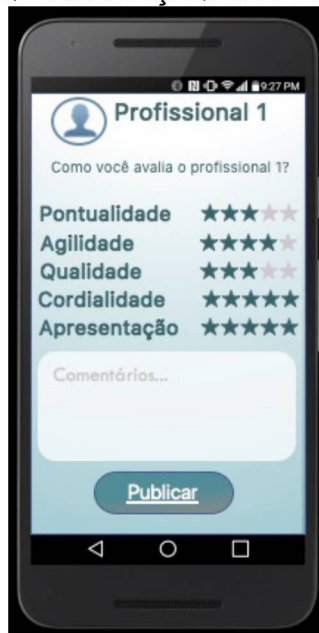 9:27 PM
Profissional 1
Como você avalia o profissional 1?
Pontualidade
Agilidade
Qualidade
Cordialidade
Apresentação
Comentários...
Publicar